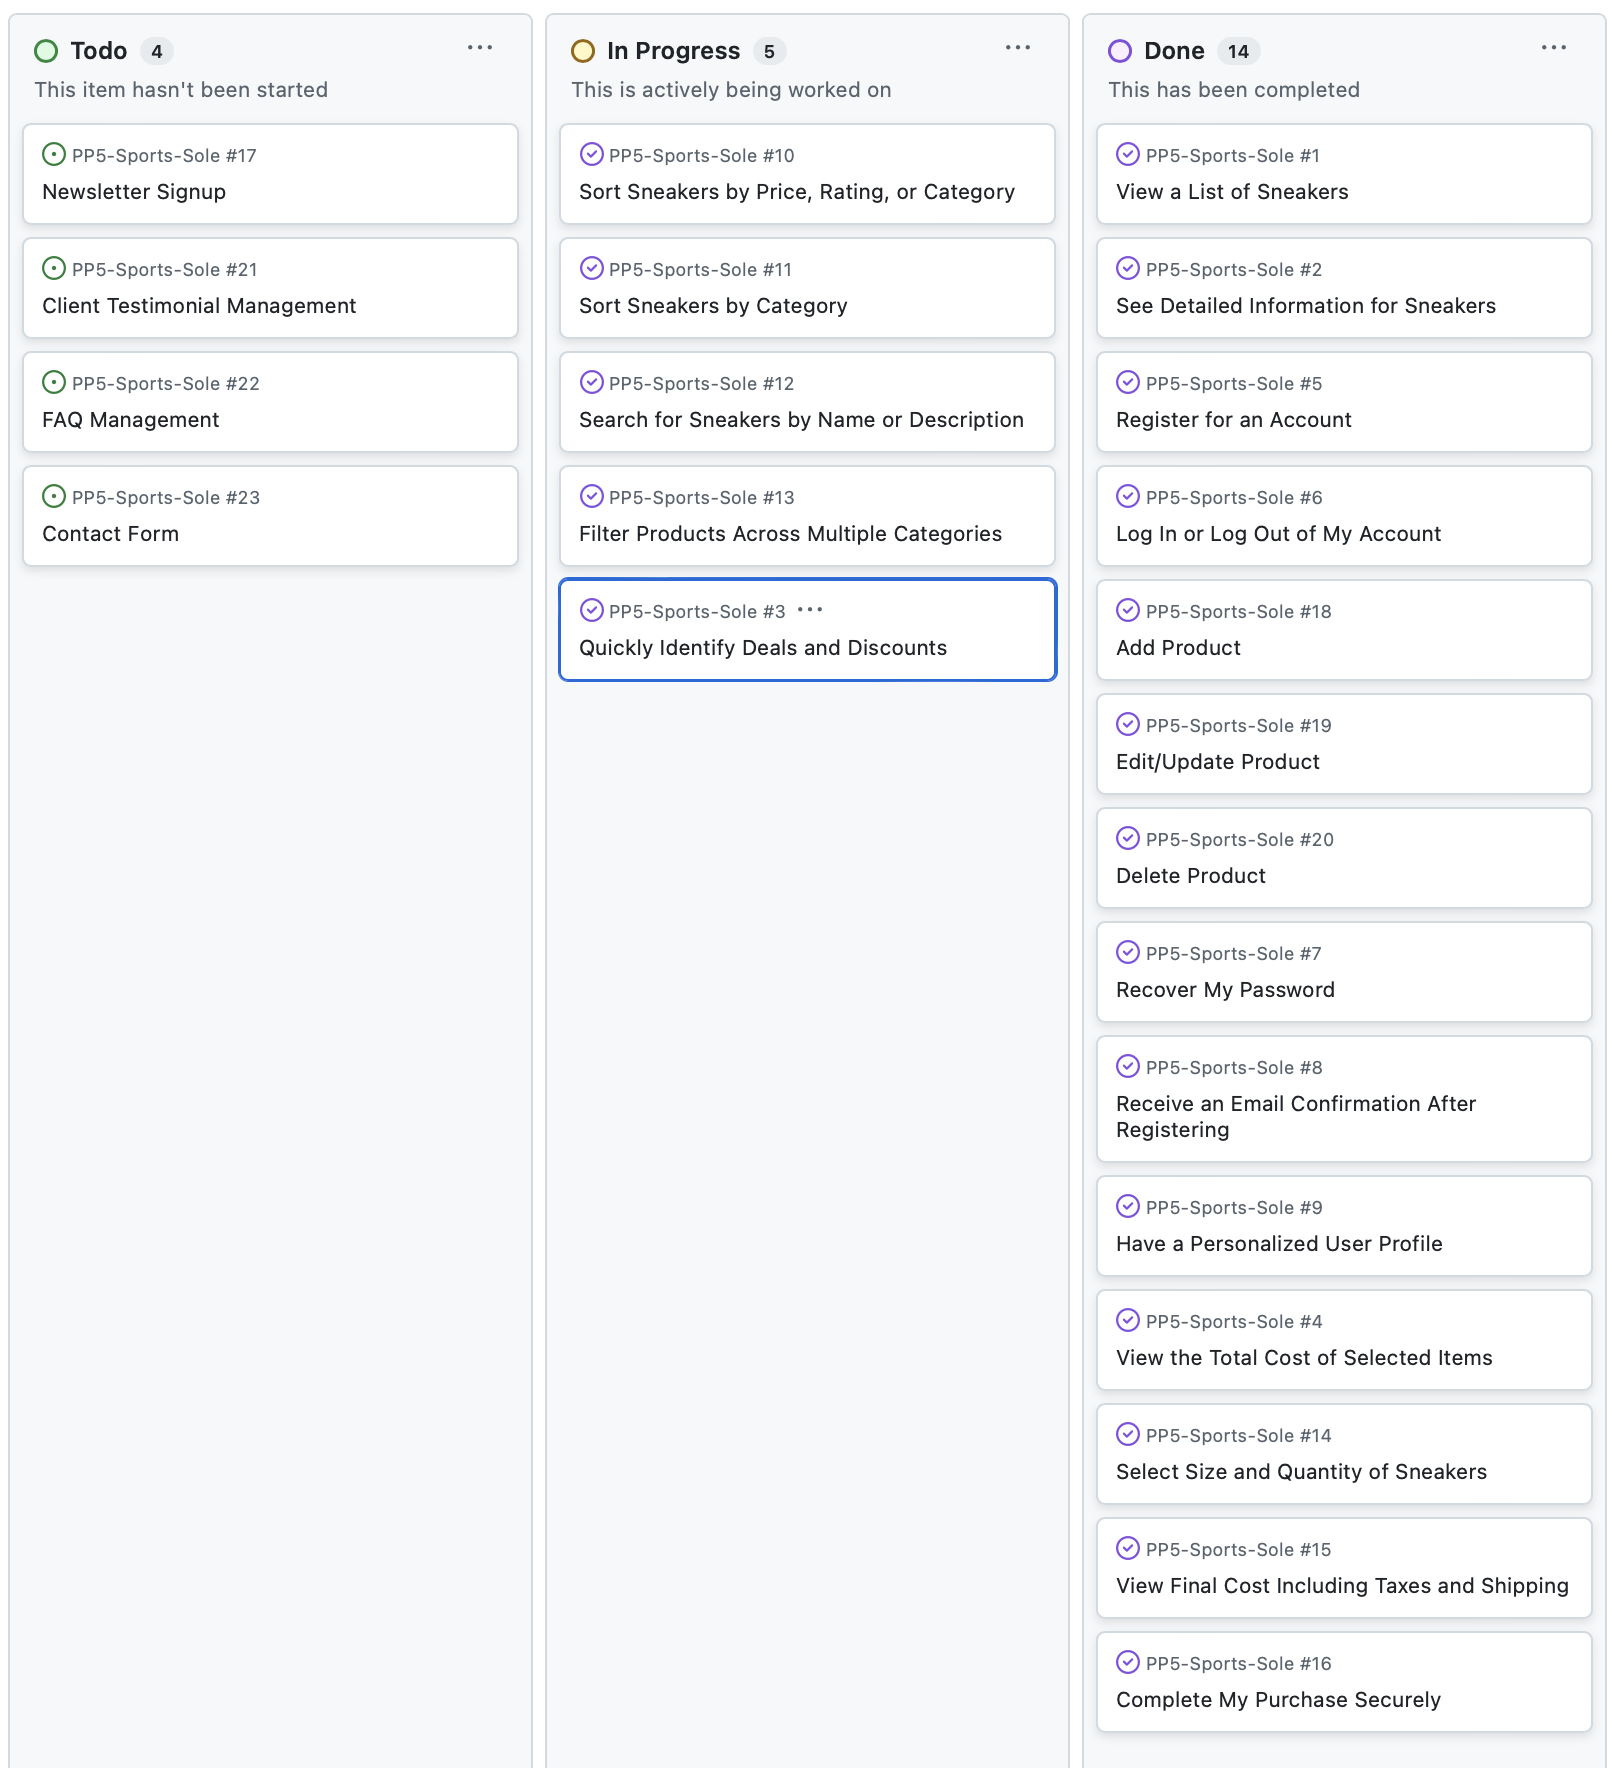 Todo 4
This item hasn't been started
PP5-Sports-Sole #17
Newsletter Signup
PP5-Sports-Sole #21
Client Testimonial Management
PP5-Sports-Sole #22
FAQ Management
PP5-Sports-Sole #23
Contact Form
In Progress 5
This is actively being worked on
PP5-Sports-Sole #10
Sort Sneakers by Price, Rating, or Category
PP5-Sports-Sole #11
Sort Sneakers by Category
PP5-Sports-Sole #12
Search for Sneakers by Name or Description
PP5-Sports-Sole #13
Filter Products Across Multiple Categories
PP5-Sports-Sole #3
Quickly Identify Deals and Discounts
Done 14
This has been completed
PP5-Sports-Sole #1
View a List of Sneakers
PP5-Sports-Sole #2
See Detailed Information for Sneakers
PP5-Sports-Sole #5
Register for an Account
PP5-Sports-Sole #6
Log In or Log Out of My Account
PP5-Sports-Sole #18
Add Product
PP5-Sports-Sole #19
Edit/Update Product
PP5-Sports-Sole #20
Delete Product
PP5-Sports-Sole #7
Recover My Password
PP5-Sports-Sole #8
Receive an Email Confirmation After
Registering
PP5-Sports-Sole #9
Have a Personalized User Profile
PP5-Sports-Sole #4
View the Total Cost of Selected Items
PP5-Sports-Sole #14
Select Size and Quantity of Sneakers
PP5-Sports-Sole #15
View Final Cost Including Taxes and Shipping
PP5-Sports-Sole #16
Complete My Purchase Securely